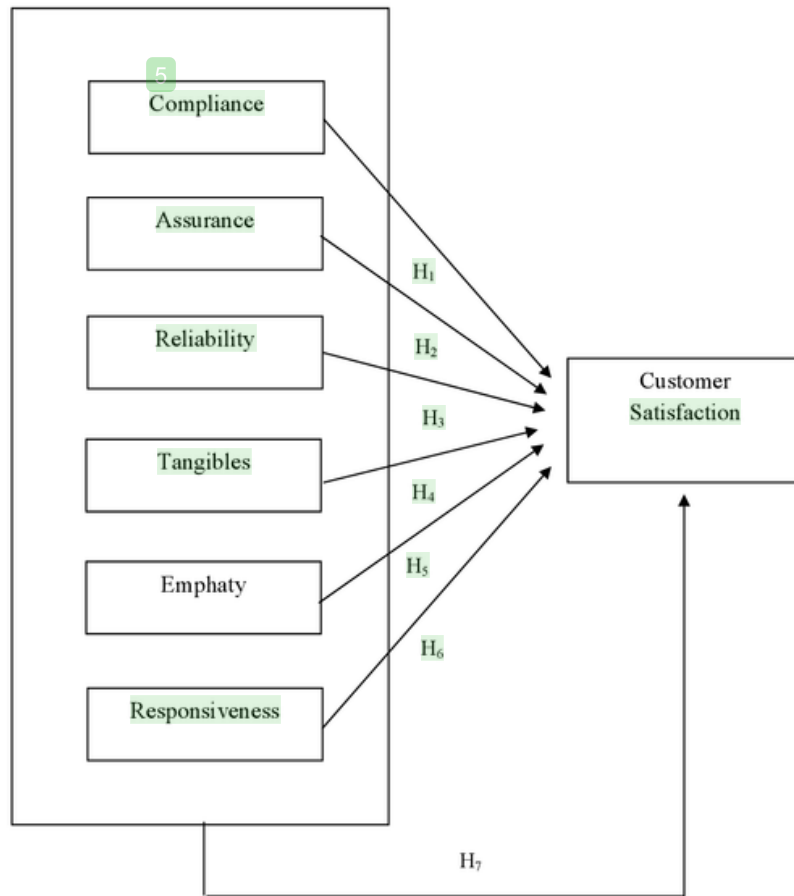 5
Compliance
Assurance
H₁
H₂
Reliability
Customer
Satisfaction
H₃
Tangibles
H₄
H₅
Emphaty
H₆
Responsiveness
H₇